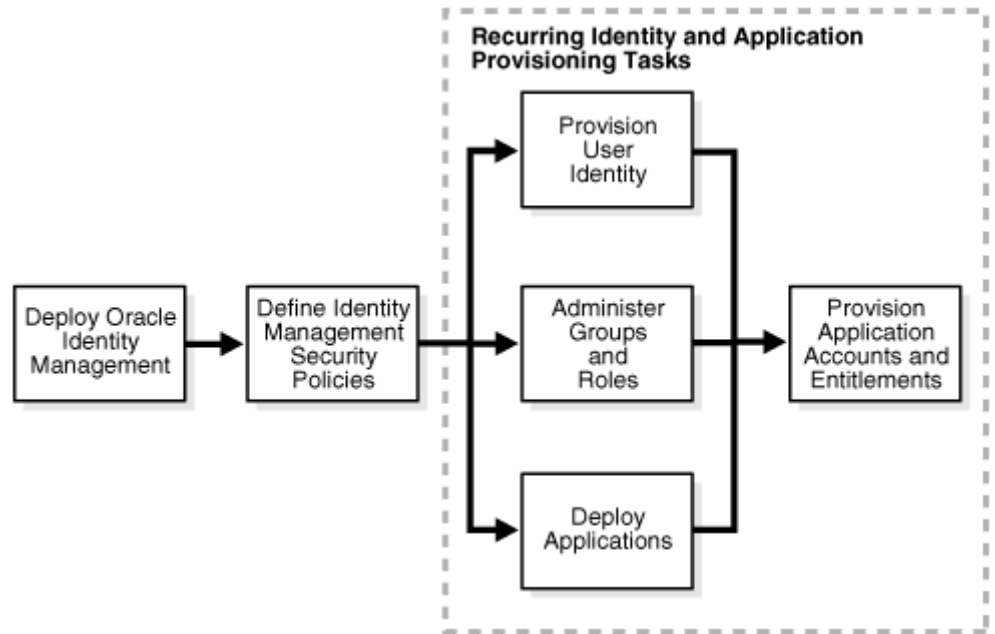 Recurring Identity and Application
Provisioning Tasks
Provision
User
Identity
Deploy Oracle
Identity
Management
Define Identity
Management
Security
Policies
Administer
Groups
and
Roles
Provision
Application
Accounts and
Entitlements
Deploy
Applications